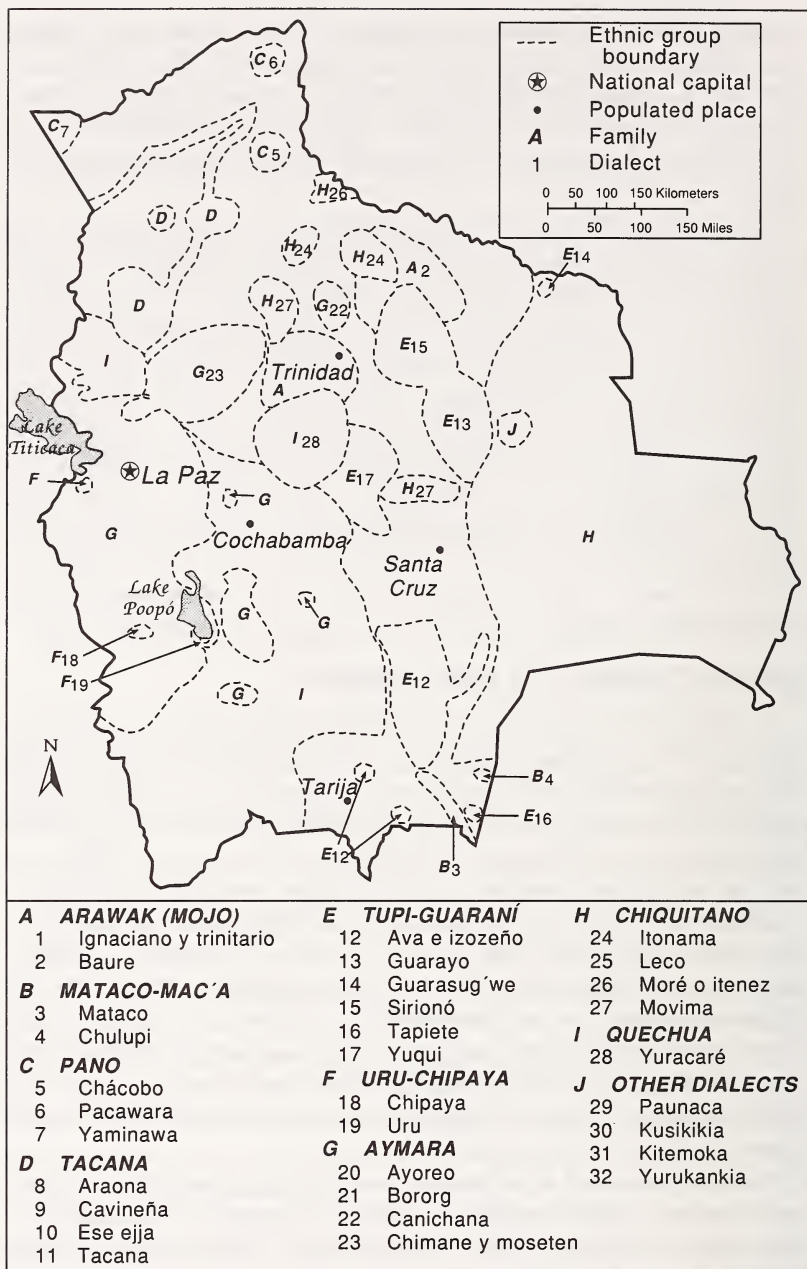 Ethnic group
boundary
National capital
Populated place
A Family
1 Dialect
0 50 100 150 Kilometers
0 50 100 150 Miles
C6
C7
C5
H26
D
D
H24
H24
A2
E14
D
H27
G22
E15
I
G23
Trinidad
A
Lake
Titicaca
I28
E13
J
La Paz
E17
F
G
H27
G
Cochabamba
H
Santa
Cruz
Lake
Poopó
G
G
F18
F19
E12
G
I
N
B4
Tarija
E16
E12
B3
A ARAWAK (MOJO)
1 Ignaciano y trinitario
2 Baure
B MATACO-MAC´A
3 Mataco
4 Chulupi
C PANO
5 Chácobo
6 Pacawara
7 Yaminawa
D TACANA
8 Araona
9 Cavineña
10 Ese ejja
11 Tacana
E TUPI-GUARANÍ
12 Ava e izozeño
13 Guarayo
14 Guarasug´we
15 Sirionó
16 Tapiete
17 Yuqui
F URU-CHIPAYA
18 Chipaya
19 Uru
G AYMARA
20 Ayoreo
21 Bororg
22 Canichana
23 Chimane y moseten
H CHIQUITANO
24 Itonama
25 Leco
26 Moré o itenez
27 Movima
I QUECHUA
28 Yuracaré
J OTHER DIALECTS
29 Paunaca
30 Kusikikia
31 Kitemoka
32 Yurukankia